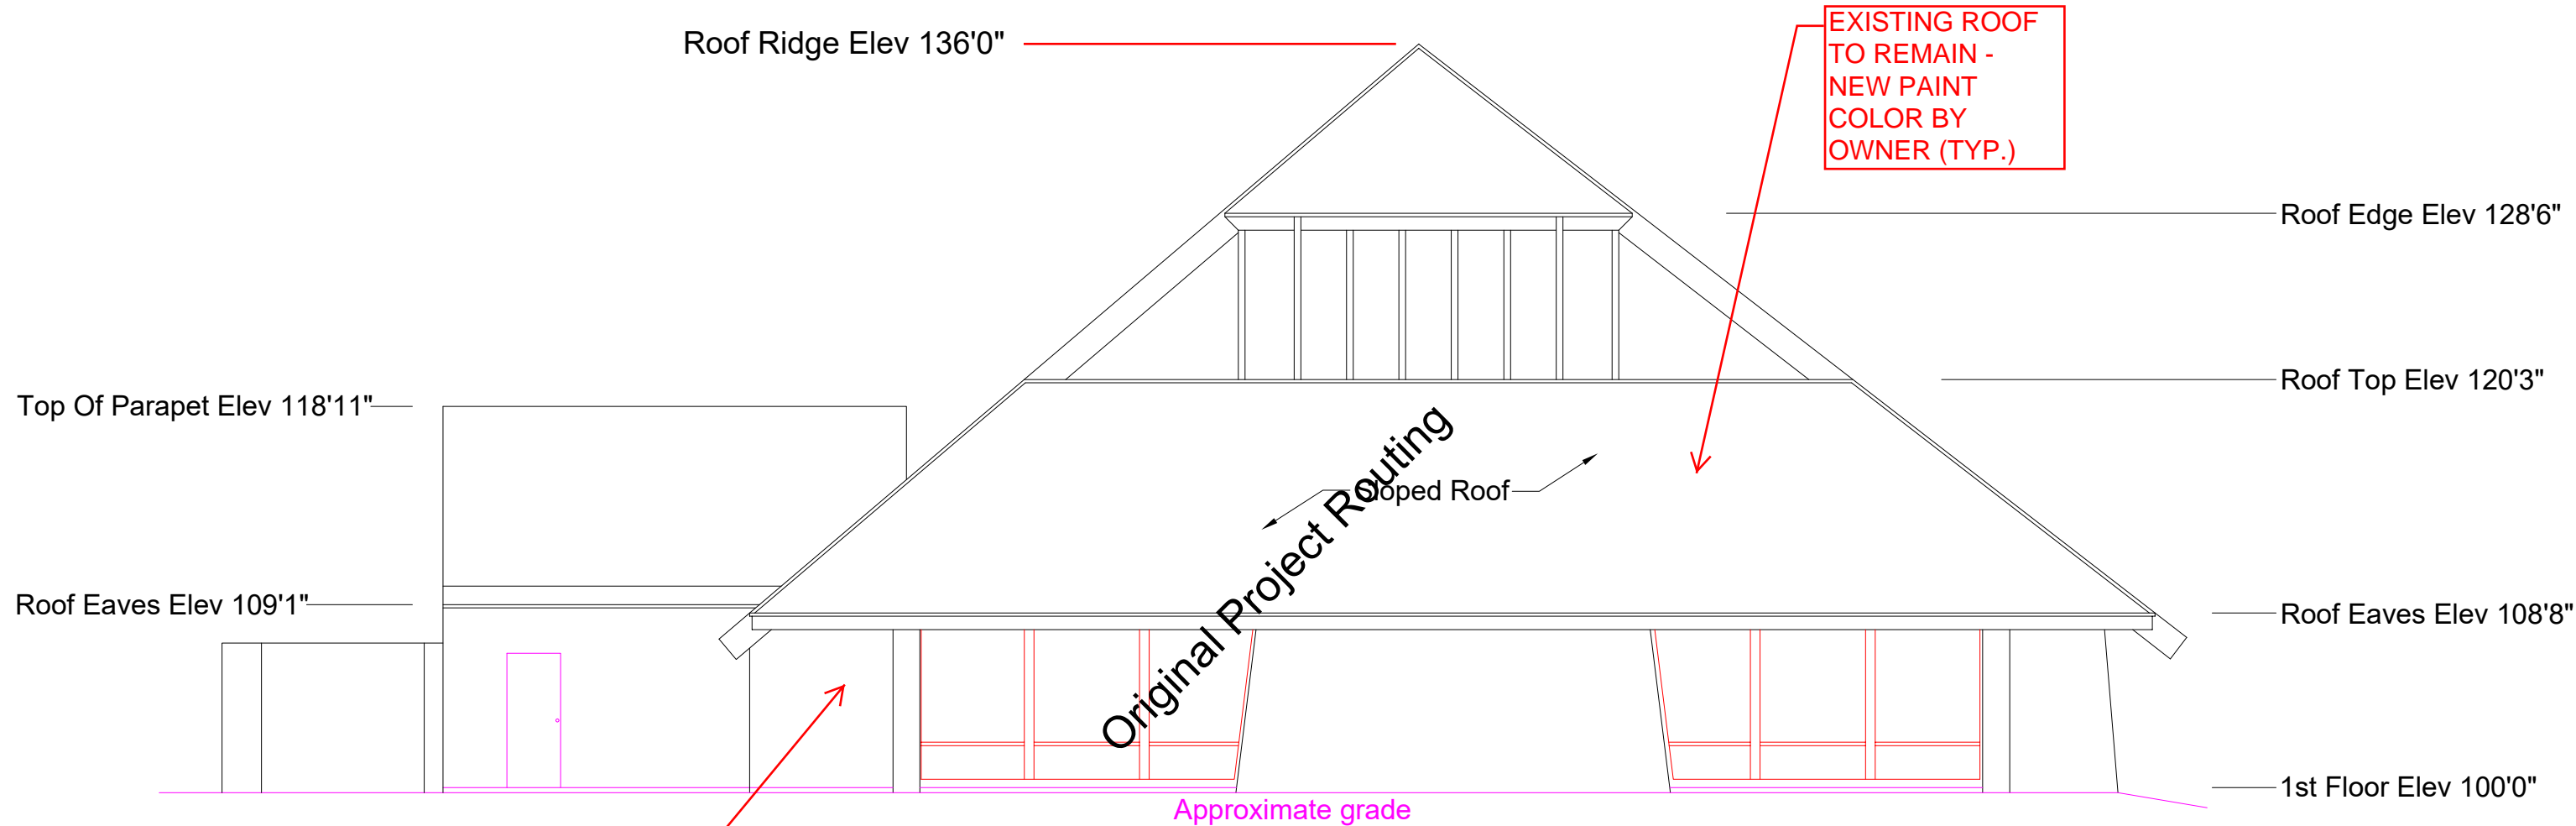 Roof Ridge Elev 136'0"
EXISTING ROOF
TO REMAIN -
NEW PAINT
COLOR BY
OWNER (TYP.)
Roof Edge Elev 128'6"
Roof Top Elev 120'3"
Top Of Parapet Elev 118'11"
Sloped Roof
Original Project Routing
Roof Eaves Elev 109'1"
Roof Eaves Elev 108'8"
1st Floor Elev 100'0"
Approximate grade